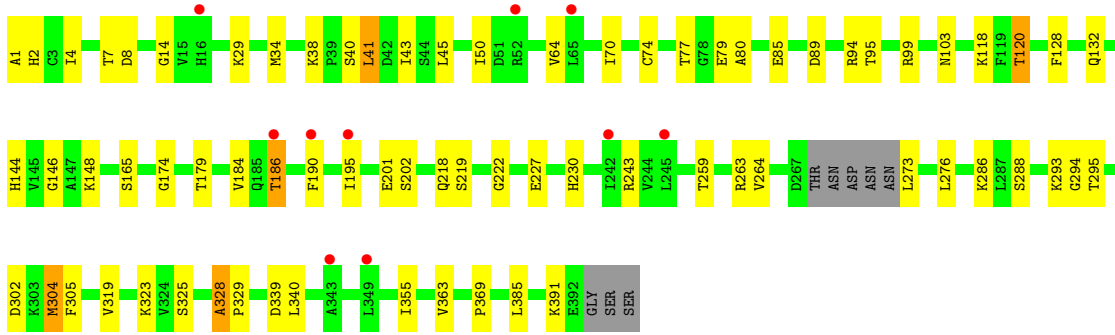 A1 H2 C3 I4 T7 D8 G14 V15 H16 K29 M34 K38 P39 S40 L41 D42 I43 S44 L45 I50 D51 R52 V64 L65 I70 C74 T77 G78 E79 A80 E85 D89 R94 T95 R99 N103 K118 F119 T120 F128 Q132
H144 V145 G146 A147 K148 S165 G174 T179 V184 Q185 T186 F190 I195 E201 S202 Q218 S219 G222 E227 H230 I242 R243 V244 L245 T259 R263 V264 D267 THR ASN ASP ASN ASN L273 L276 K286 L287 S288 K293 G294 T295
D302 K303 M304 F305 V319 K323 V324 S325 A328 P329 D339 L340 A343 L349 I355 V363 P369 L385 K391 E392 GLY SER SER